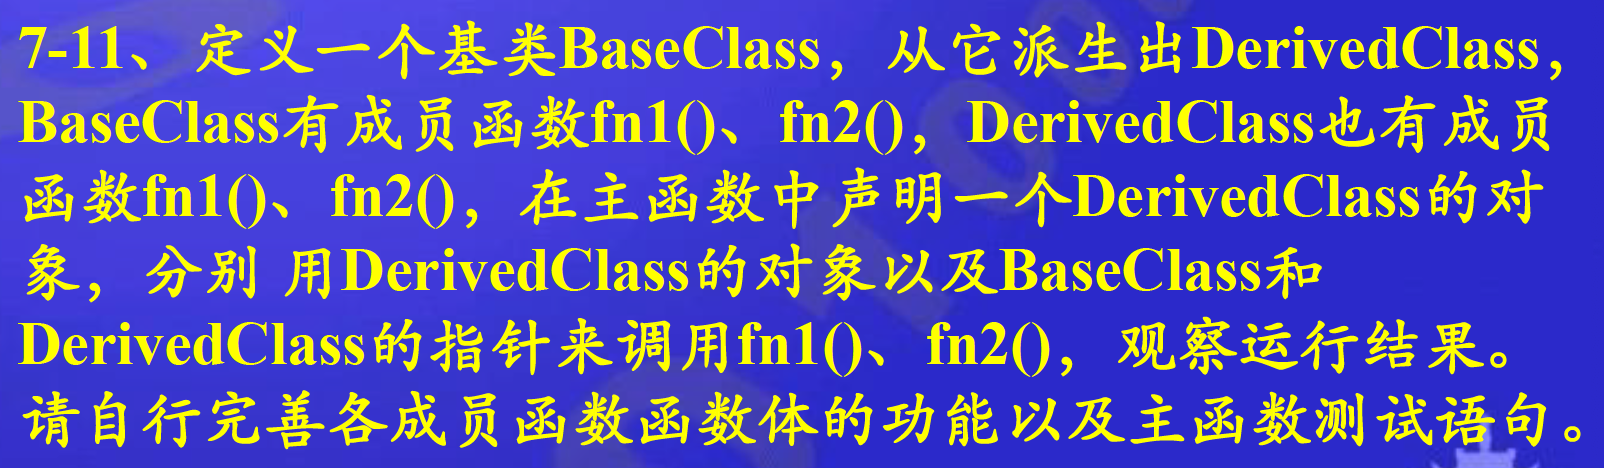 7-11、定义一个基类BaseClass，从它派生出DerivedClass，
BaseClass有成员函数fn1()、fn2()，DerivedClass也有成员
函数fn1()、fn2()，在主函数中声明一个DerivedClass的对
象，分别 用DerivedClass的对象以及BaseClass和
DerivedClass的指针来调用fn1()、fn2()，观察运行结果。
请自行完善各成员函数函数体的功能以及主函数测试语句。